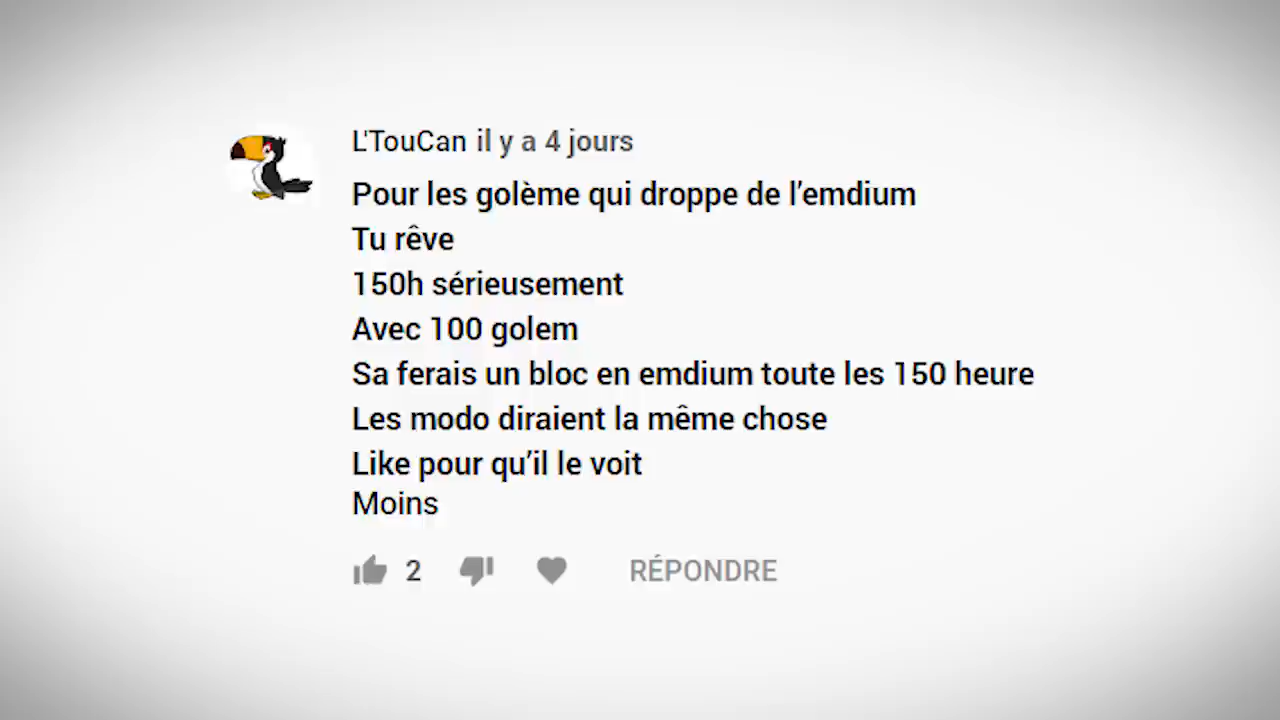 L'TouCan il y a 4 jours
Pour les golème qui droppe de l’emdium
Tu rêve
150h sérieusement
Avec 100 golem
Sa ferais un bloc en emdium toute les 150 heure
Les modo diraient la même chose
Like pour qu’il le voit
Moins
2 RÉPONDRE